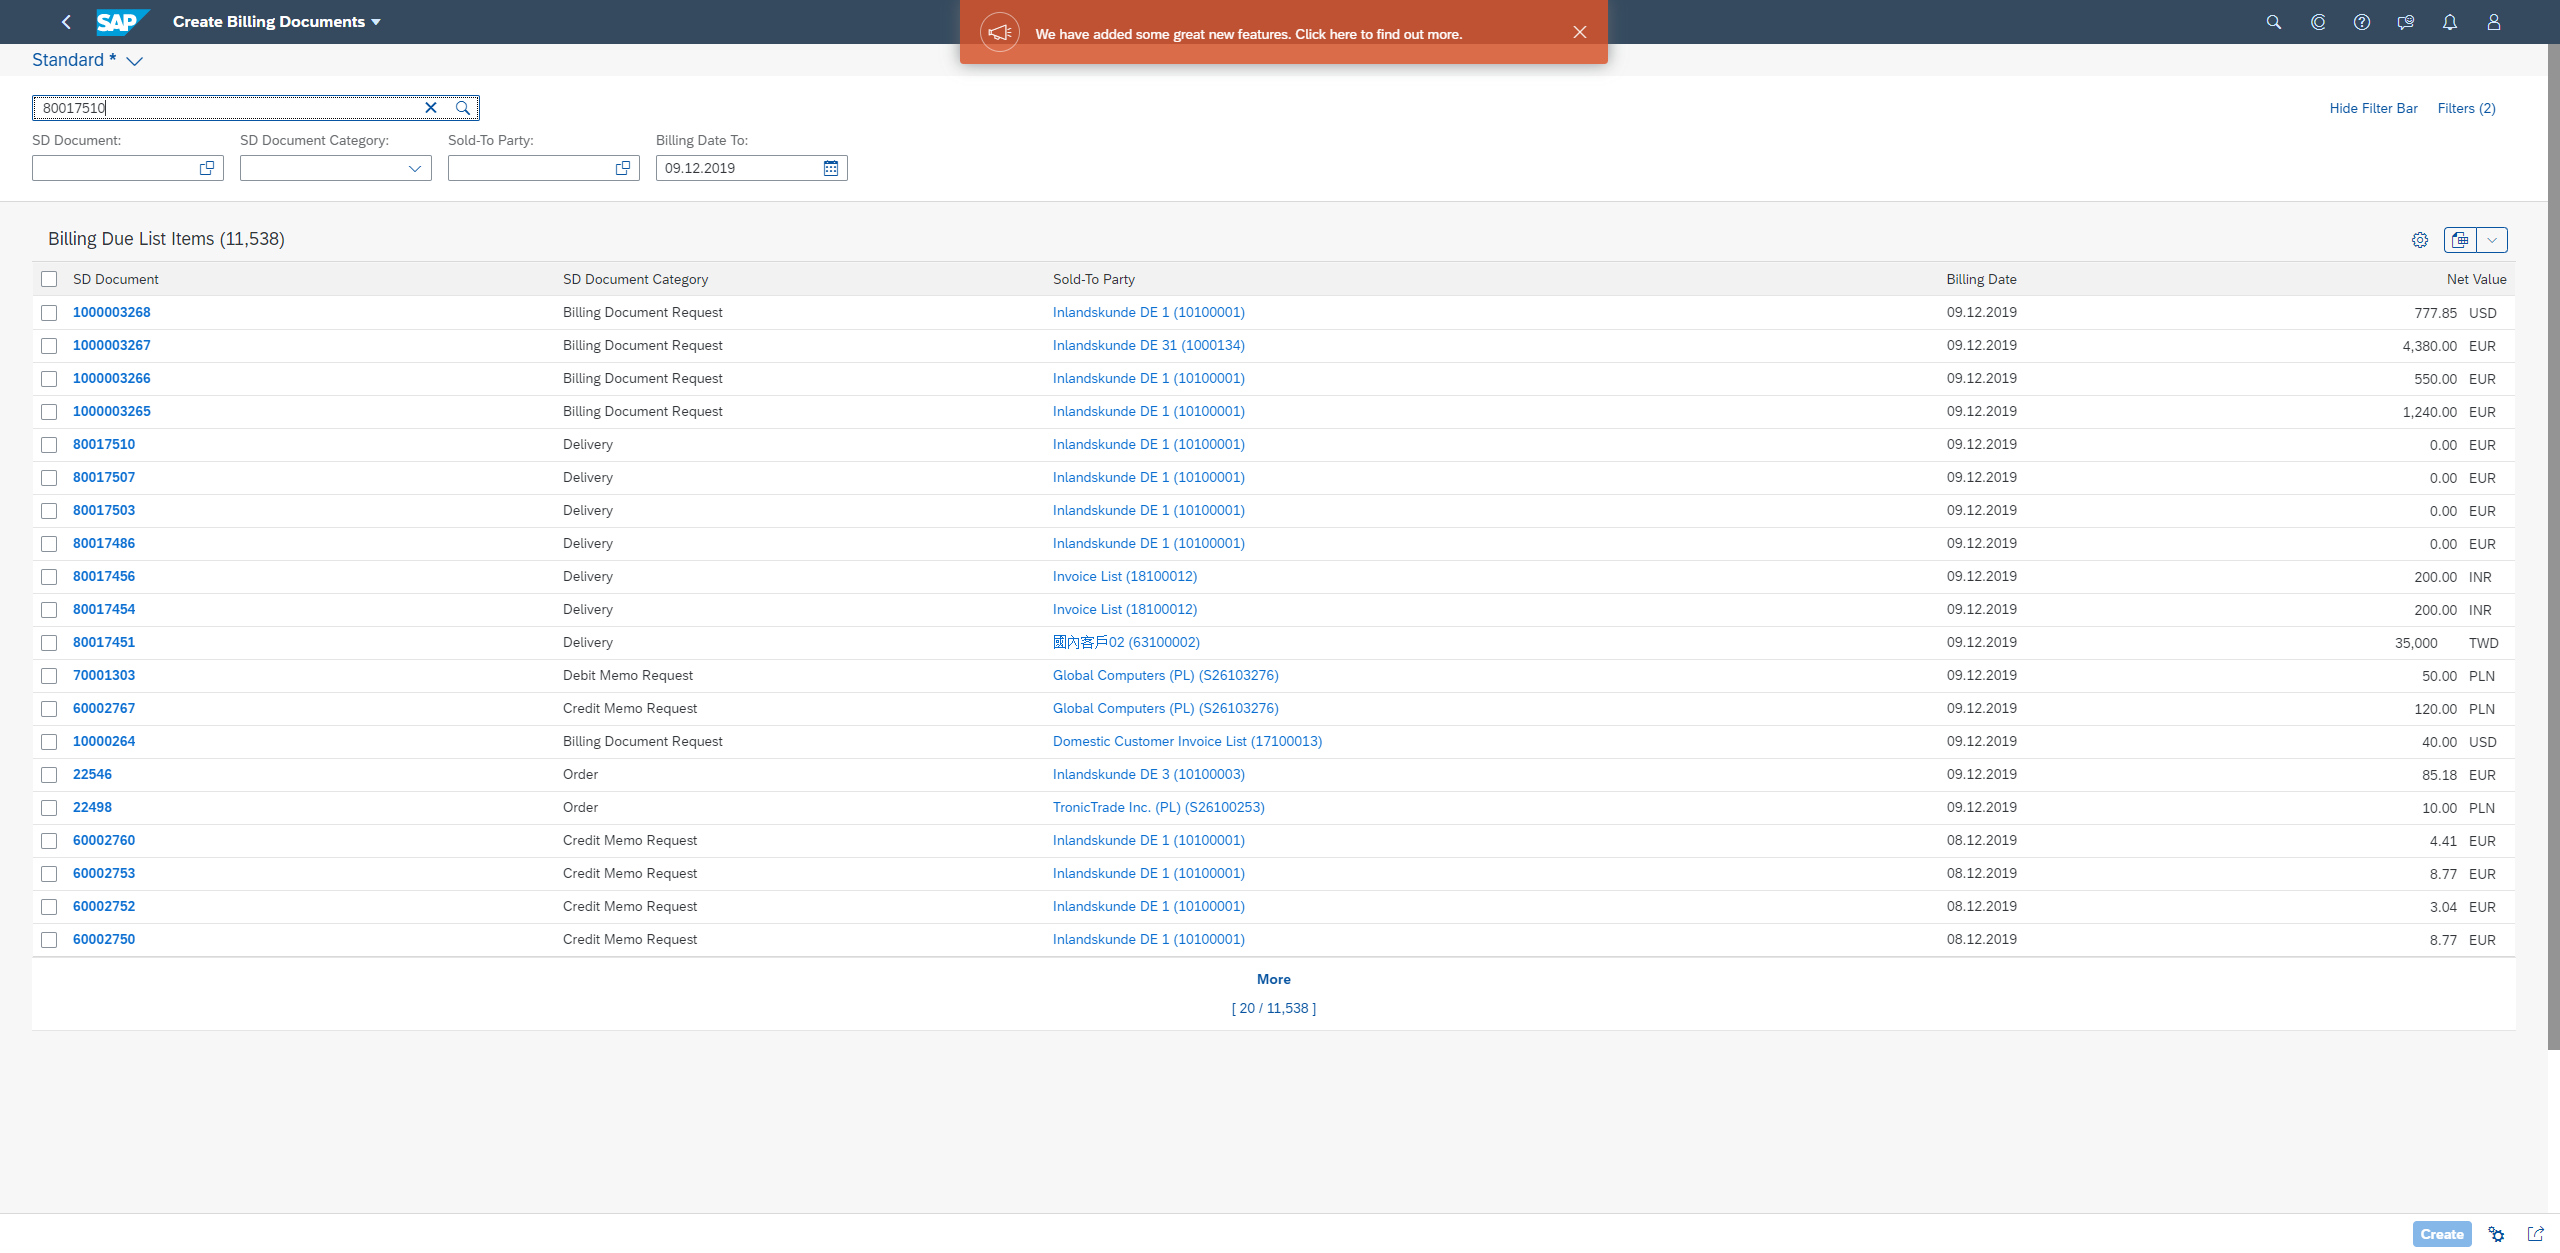 SAP Create Billing Documents
We have added some great new features. Click here to find out more.
Standard *
80017510
Hide Filter Bar Filters (2)
SD Document: SD Document Category: Sold-To Party: Billing Date To:
09.12.2019
Billing Due List Items (11,538)
SD Document SD Document Category Sold-To Party Billing Date Net Value
1000003268 Billing Document Request Inlandskunde DE 1 (10100001) 09.12.2019 777.85 USD
1000003267 Billing Document Request Inlandskunde DE 31 (1000134) 09.12.2019 4,380.00 EUR
1000003266 Billing Document Request Inlandskunde DE 1 (10100001) 09.12.2019 550.00 EUR
1000003265 Billing Document Request Inlandskunde DE 1 (10100001) 09.12.2019 1,240.00 EUR
80017510 Delivery Inlandskunde DE 1 (10100001) 09.12.2019 0.00 EUR
80017507 Delivery Inlandskunde DE 1 (10100001) 09.12.2019 0.00 EUR
80017503 Delivery Inlandskunde DE 1 (10100001) 09.12.2019 0.00 EUR
80017486 Delivery Inlandskunde DE 1 (10100001) 09.12.2019 0.00 EUR
80017456 Delivery Invoice List (18100012) 09.12.2019 200.00 INR
80017454 Delivery Invoice List (18100012) 09.12.2019 200.00 INR
80017451 Delivery 國內客戶02 (63100002) 09.12.2019 35,000 TWD
70001303 Debit Memo Request Global Computers (PL) (S26103276) 09.12.2019 50.00 PLN
60002767 Credit Memo Request Global Computers (PL) (S26103276) 09.12.2019 120.00 PLN
10000264 Billing Document Request Domestic Customer Invoice List (17100013) 09.12.2019 40.00 USD
22546 Order Inlandskunde DE 3 (10100003) 09.12.2019 85.18 EUR
22498 Order TronicTrade Inc. (PL) (S26100253) 09.12.2019 10.00 PLN
60002760 Credit Memo Request Inlandskunde DE 1 (10100001) 08.12.2019 4.41 EUR
60002753 Credit Memo Request Inlandskunde DE 1 (10100001) 08.12.2019 8.77 EUR
60002752 Credit Memo Request Inlandskunde DE 1 (10100001) 08.12.2019 3.04 EUR
60002750 Credit Memo Request Inlandskunde DE 1 (10100001) 08.12.2019 8.77 EUR
More
[ 20 / 11,538 ]
Create